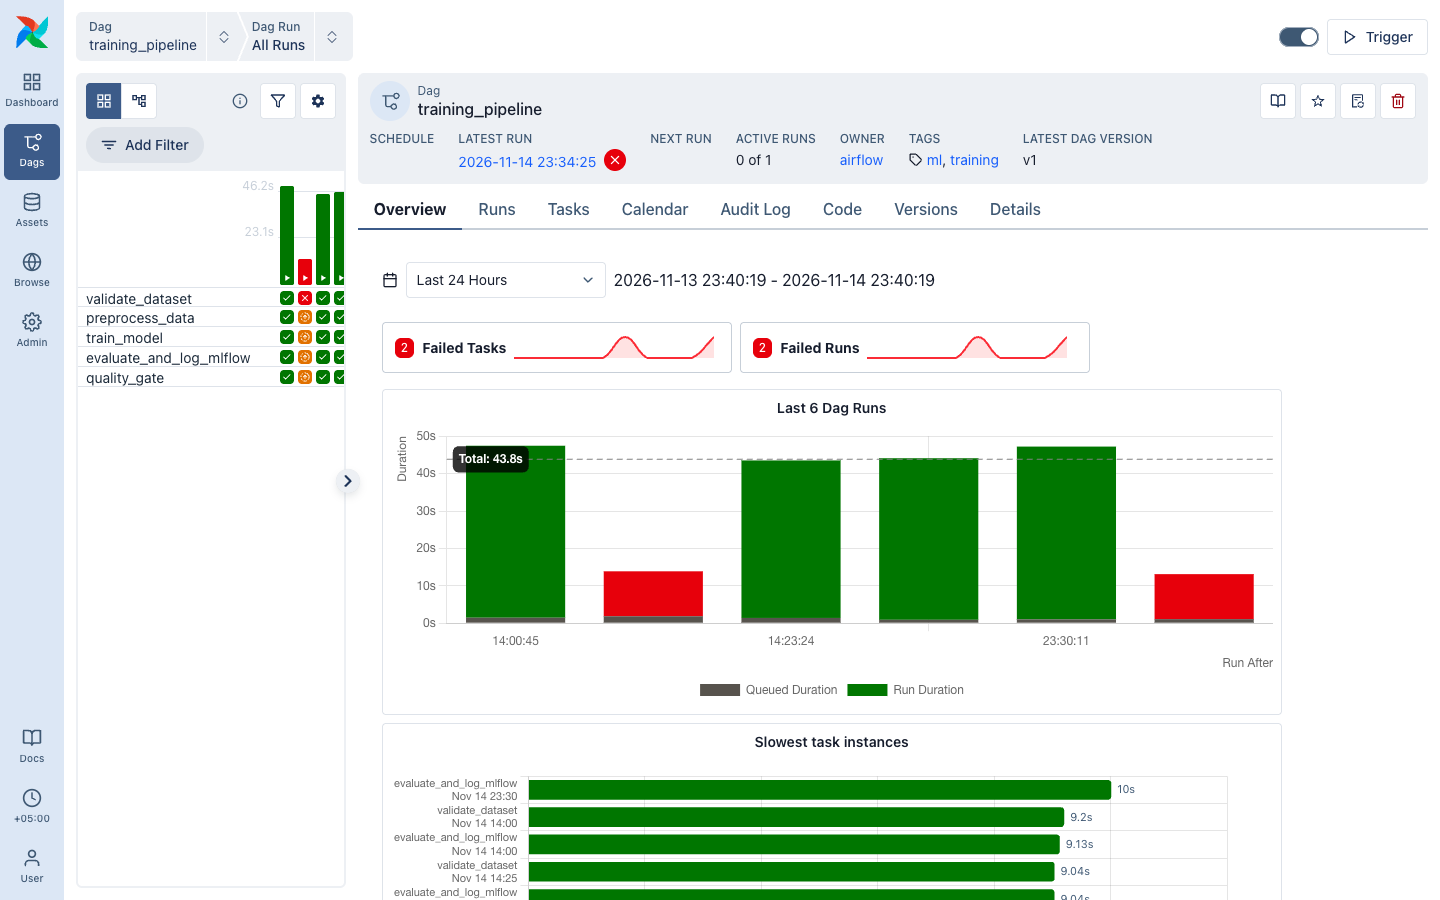 Dag
training_pipeline
Dag Run
All Runs
Trigger
Dashboard
Dags
Assets
Browse
Admin
Docs
+05:00
User
Add Filter
46.2s
23.1s
validate_dataset
preprocess_data
train_model
evaluate_and_log_mlflow
quality_gate
Dag
training_pipeline
SCHEDULE
LATEST RUN
2026-11-14 23:34:25
NEXT RUN
ACTIVE RUNS
0 of 1
OWNER
airflow
TAGS
ml, training
LATEST DAG VERSION
v1
Overview
Runs
Tasks
Calendar
Audit Log
Code
Versions
Details
Last 24 Hours
2026-11-13 23:40:19 - 2026-11-14 23:40:19
2 Failed Tasks
2 Failed Runs
Last 6 Dag Runs
Duration
50s
40s
30s
20s
10s
0s
Total: 43.8s
14:00:45
14:23:24
23:30:11
Run After
Queued Duration
Run Duration
Slowest task instances
evaluate_and_log_mlflow
Nov 14 23:30
10s
validate_dataset
Nov 14 14:00
9.2s
evaluate_and_log_mlflow
Nov 14 14:00
9.13s
validate_dataset
Nov 14 14:25
9.04s
evaluate_and_log_mlflow
9.04s